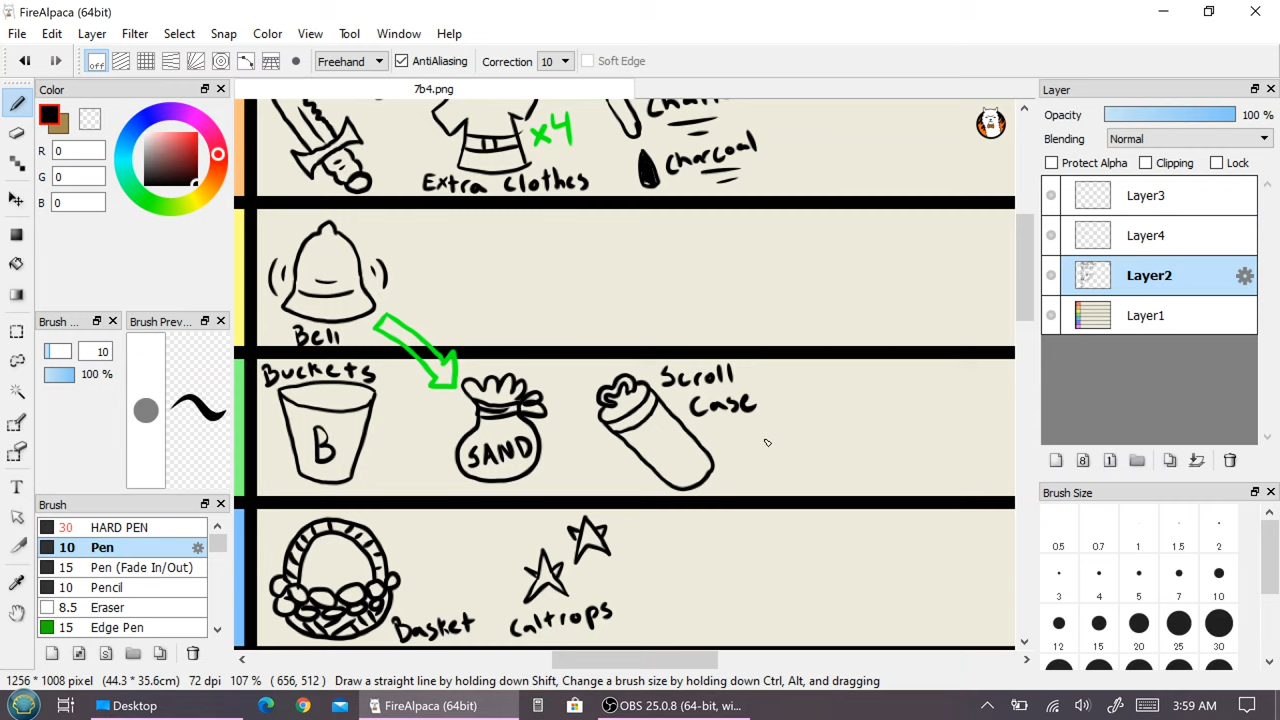 FireAlpaca (64bit)
File Edit Layer Filter Select Snap Color View Tool Window Help
off Freehand AntiAliasing Correction 10 Soft Edge
Color
R 0
G 0
B 0
Brush ... Brush Prev...
10
100 %
Brush
30 HARD PEN
10 Pen
15 Pen (Fade In/Out)
10 Pencil
8.5 Eraser
15 Edge Pen
7b4.png
x4
Extra Clothes
Charcoal
Bell
Buckets
B
SAND
Scroll
Case
Basket
Caltrops
Layer
Opacity 100 %
Blending Normal
Protect Alpha Clipping Lock
Layer3
Layer4
Layer2
Layer1
8 1
Brush Size
0.5 0.7 1 1.5 2
3 4 5 7 10
12 15 20 25 30
1256 * 1008 pixel (44.3 * 35.6cm) 72 dpi 107 % ( 656, 512 ) Draw a straight line by holding down Shift, Change a brush size by holding down Ctrl, Alt, and dragging
Desktop FireAlpaca (64bit) OBS 25.0.8 (64-bit, wi... 3:59 AM